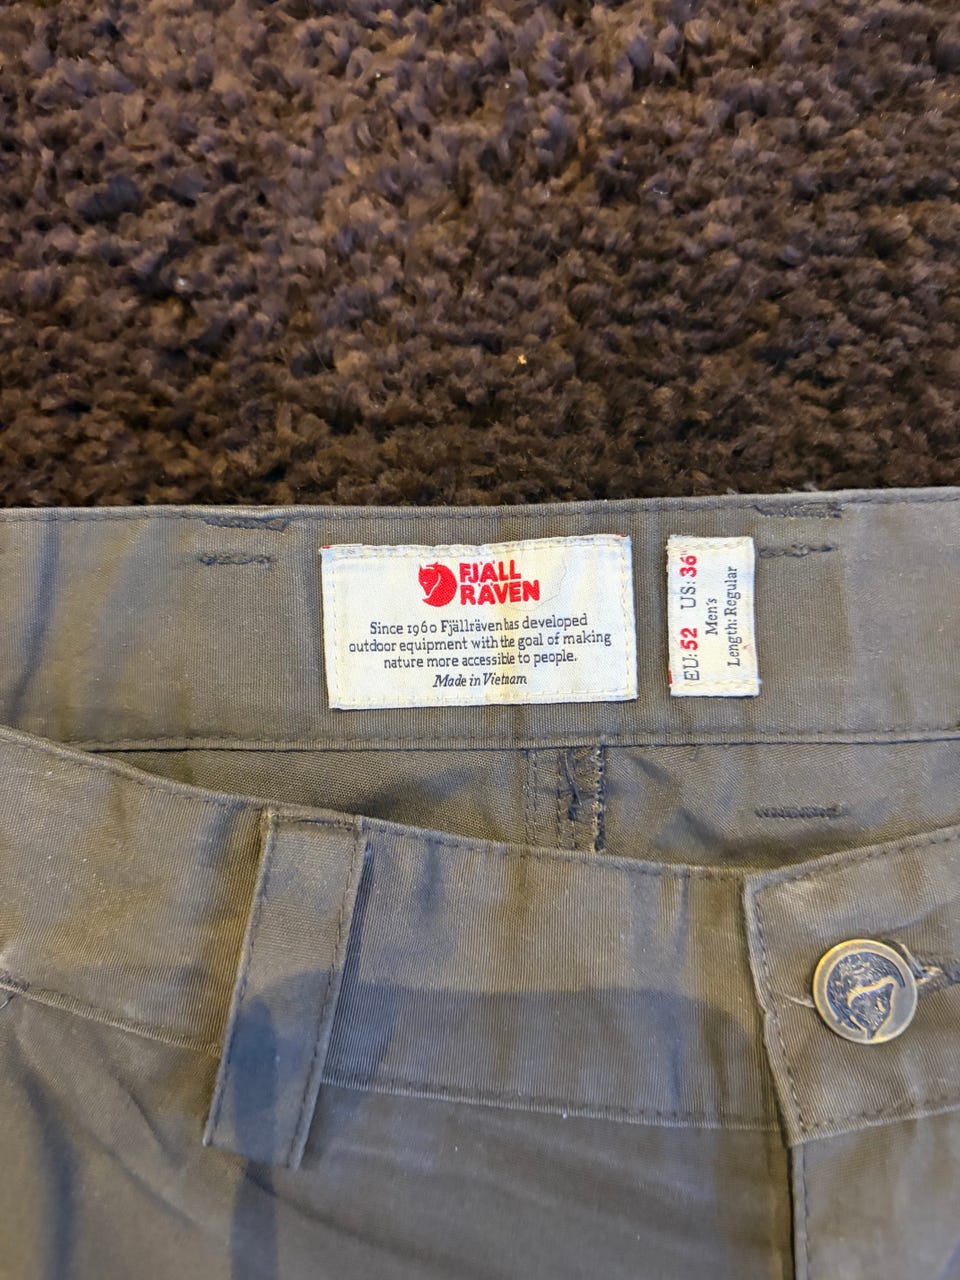 FJÄLL
RÄVEN
Since 1960 Fjällräven has developed
outdoor equipment with the goal of making
nature more accessible to people.
Made in Vietnam
EU: 52 US: 36"
Men's
Length: Regular